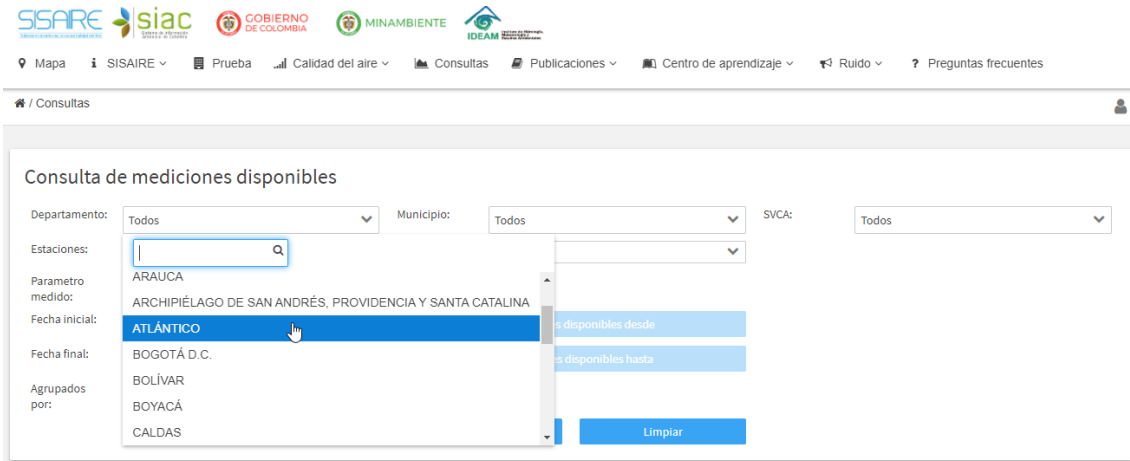 SISAIRE siac GOBIERNO DE COLOMBIA MINAMBIENTE IDEAM
Mapa SISAIRE Prueba Calidad del aire Consultas Publicaciones Centro de aprendizaje Ruido Preguntas frecuentes
/ Consultas
Consulta de mediciones disponibles
Departamento: Todos Municipio: Todos SVCA: Todos
Estaciones:
ARAUCA
Parametro
medido:
ARCHIPIÉLAGO DE SAN ANDRÉS, PROVIDENCIA Y SANTA CATALINA
Fecha inicial: ATLÁNTICO s disponibles desde
Fecha final: BOGOTÁ D.C. es disponibles hasta
BOLÍVAR
Agrupados
por:
BOYACÁ
CALDAS Limpiar